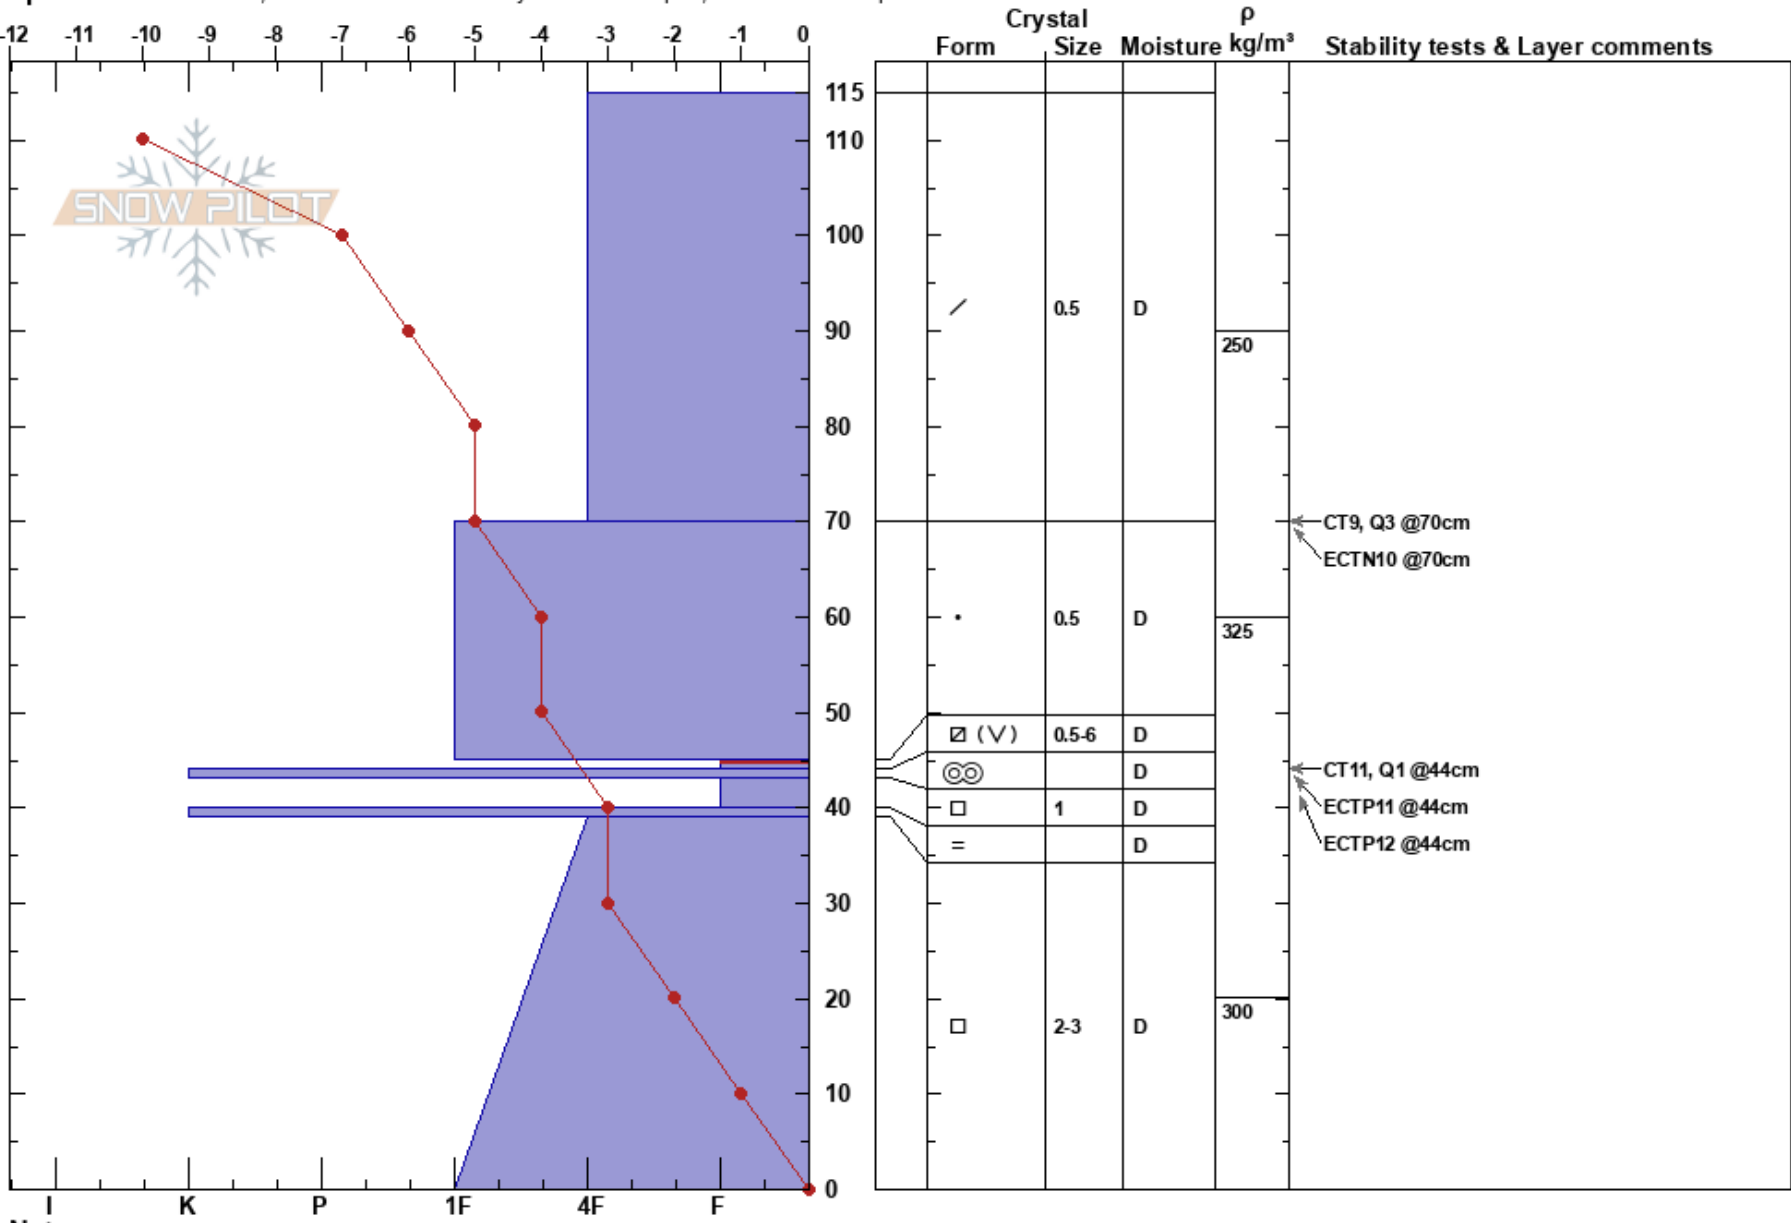 Crystal
ρ
-12 -11 -10 -9 -8 -7 -6 -5 -4 -3 -2 -1 0
Form Size Moisture kg/m³ Stability tests & Layer comments
115
110
SNOW PILOT
100
/ 0.5 D
90
250
80
70
CT9, Q3 @70cm
ECTN10 @70cm
60
• 0.5 D
325
50
(V) 0.5-6 D
D
CT11, Q1 @44cm
40
1 D
ECTP11 @44cm
= D
ECTP12 @44cm
30
20
300
2-3 D
10
0
I K P 1F 4F F